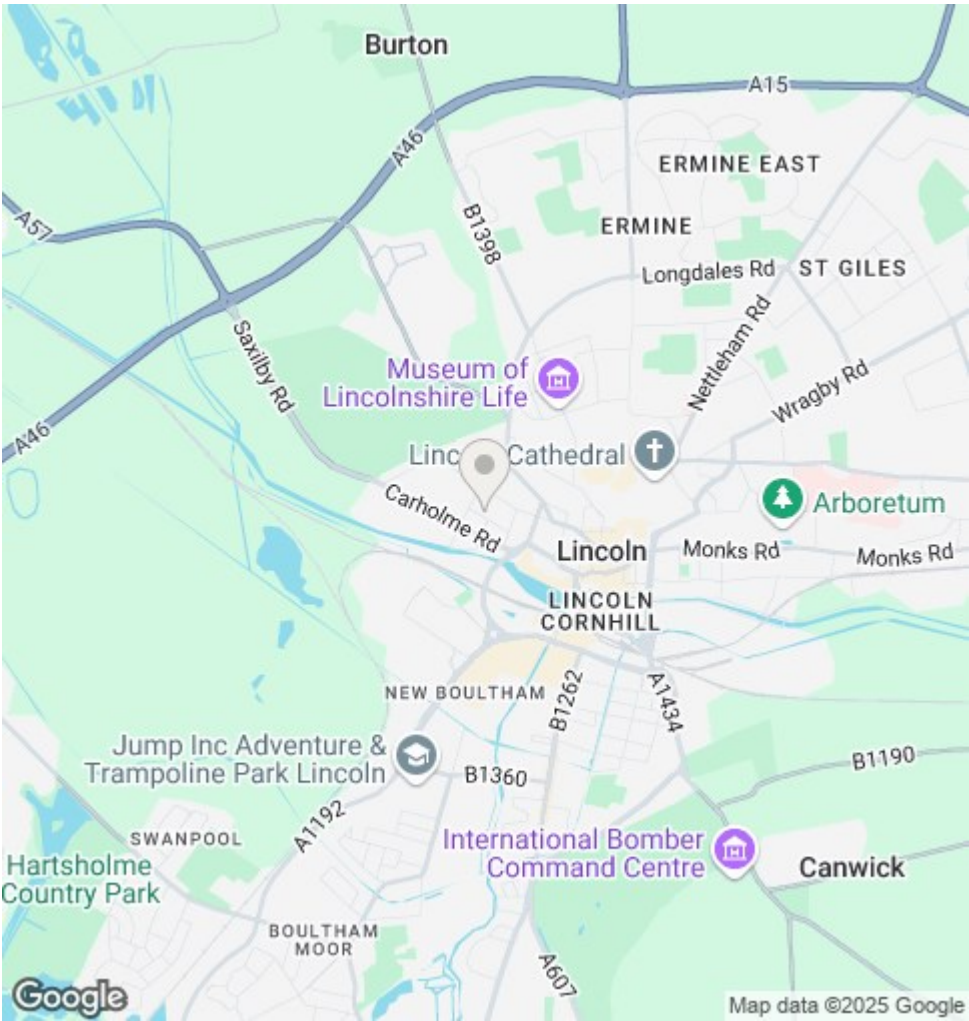 Burton
A15
A46
ERMINE EAST
A57
B1398
ERMINE
Longdales Rd
ST GILES
Saxilby Rd
Nettleham Rd
Museum of
Lincolnshire Life
Wragby Rd
A46
Linc Cathedral
Carholme Rd
Arboretum
Lincoln
Monks Rd
Monks Rd
LINCOLN
CORNHILL
NEW BOULTHAM
B1262
A1434
Jump Inc Adventure &
Trampoline Park Lincoln
B1360
B1190
A1192
SWANPOOL
International Bomber
Command Centre
Hartsholme
Country Park
Canwick
BOULTHAM
MOOR
A607
Google
Map data ©2025 Google